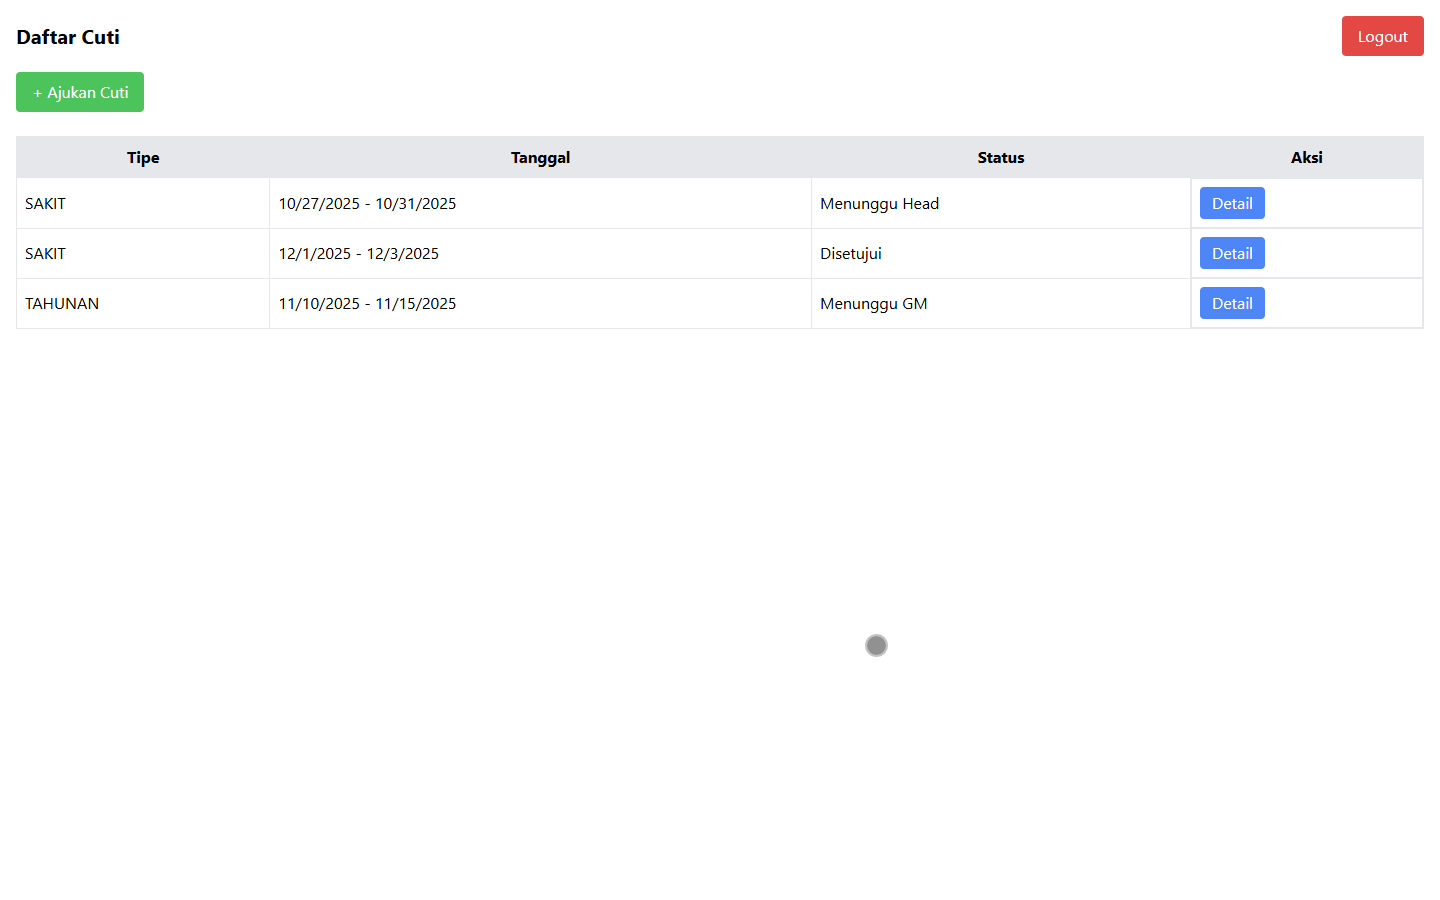 Daftar Cuti
Logout
+ Ajukan Cuti
Tipe Tanggal Status Aksi
SAKIT 10/27/2025 - 10/31/2025 Menunggu Head Detail
SAKIT 12/1/2025 - 12/3/2025 Disetujui Detail
TAHUNAN 11/10/2025 - 11/15/2025 Menunggu GM Detail